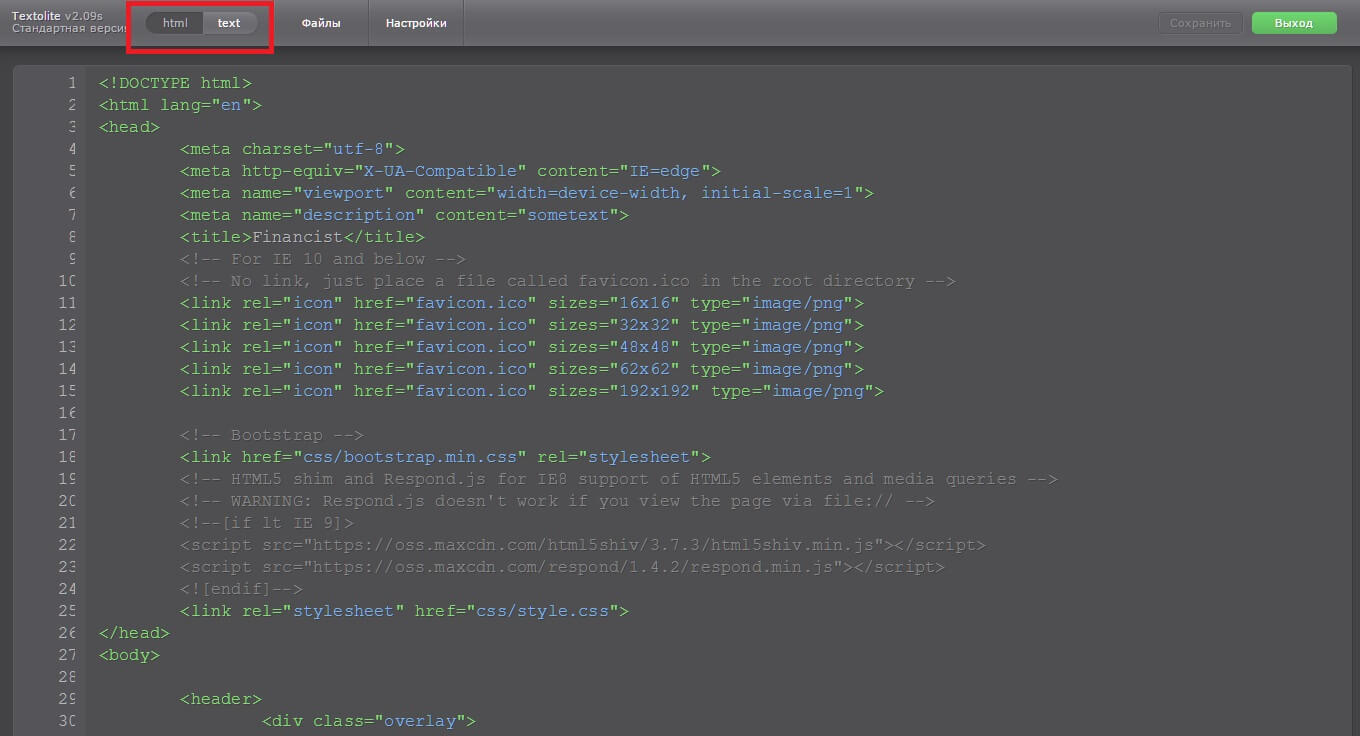 Textolite v2.09s
Стандартная версия
html text Файлы Настройки Сохранить Выход
1 <!DOCTYPE html>
2 <html lang="en">
3 <head>
4 <meta charset="utf-8">
5 <meta http-equiv="X-UA-Compatible" content="IE=edge">
6 <meta name="viewport" content="width=device-width, initial-scale=1">
7 <meta name="description" content="sometext">
8 <title>Financist</title>
9 <!-- For IE 10 and below -->
10 <!-- No link, just place a file called favicon.ico in the root directory -->
11 <link rel="icon" href="favicon.ico" sizes="16x16" type="image/png">
12 <link rel="icon" href="favicon.ico" sizes="32x32" type="image/png">
13 <link rel="icon" href="favicon.ico" sizes="48x48" type="image/png">
14 <link rel="icon" href="favicon.ico" sizes="62x62" type="image/png">
15 <link rel="icon" href="favicon.ico" sizes="192x192" type="image/png">
16
17 <!-- Bootstrap -->
18 <link href="css/bootstrap.min.css" rel="stylesheet">
19 <!-- HTML5 shim and Respond.js for IE8 support of HTML5 elements and media queries -->
20 <!-- WARNING: Respond.js doesn't work if you view the page via file:// -->
21 <!--[if lt IE 9]>
22 <script src="https://oss.maxcdn.com/html5shiv/3.7.3/html5shiv.min.js"></script>
23 <script src="https://oss.maxcdn.com/respond/1.4.2/respond.min.js"></script>
24 <![endif]-->
25 <link rel="stylesheet" href="css/style.css">
26 </head>
27 <body>
28
29 <header>
30 <div class="overlay">